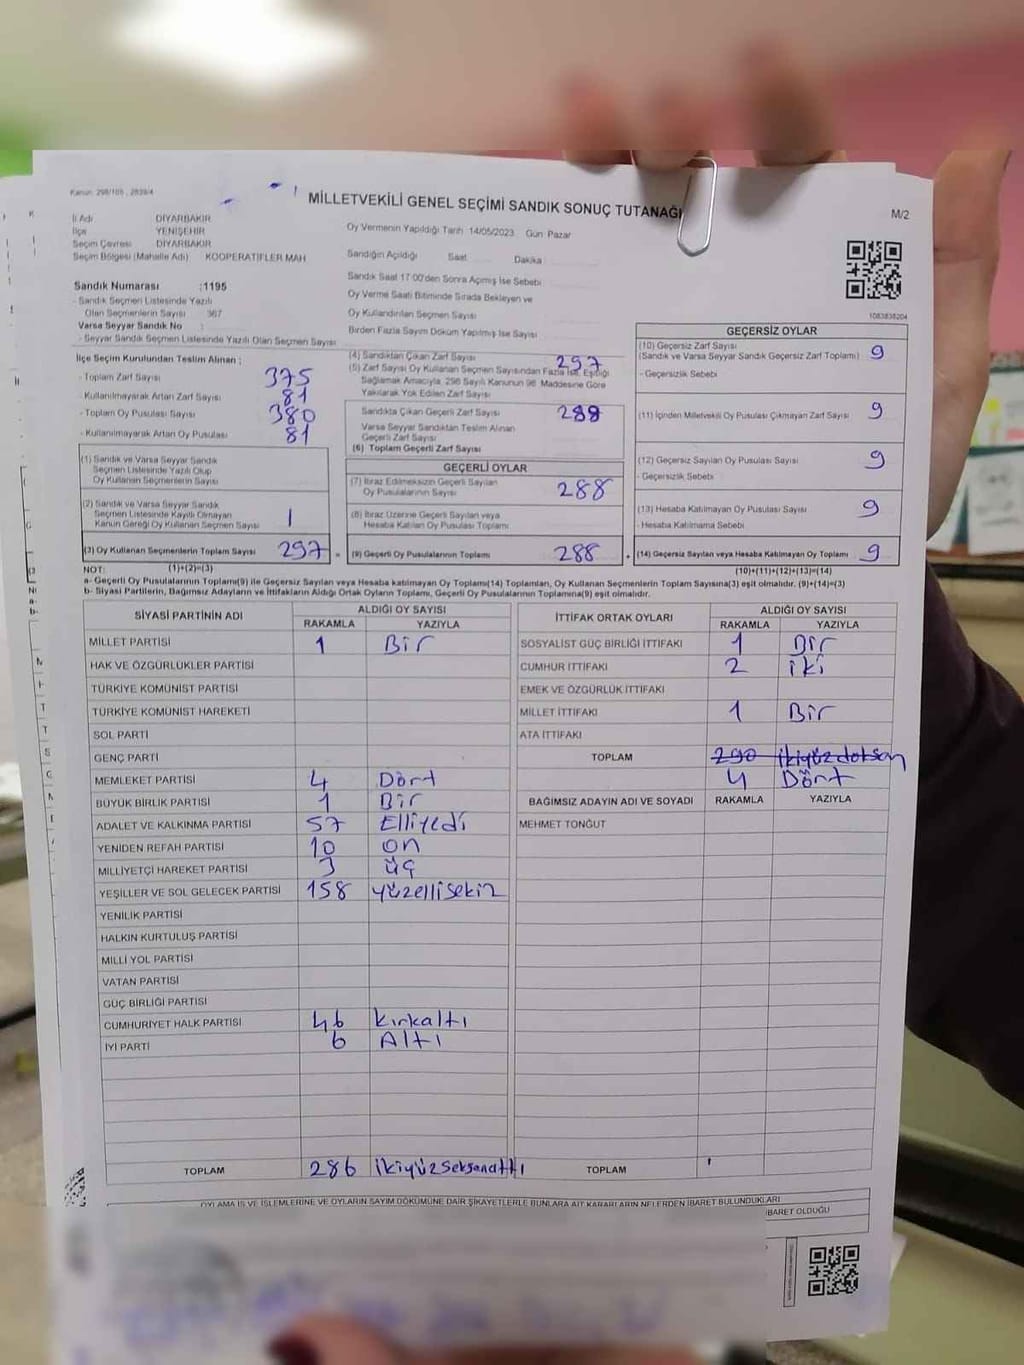 Kanun: 298/105 , 2839/4
MİLLETVEKİLİ GENEL SEÇİMİ SANDIK SONUÇ TUTANAĞI
M/2
İl Adı DİYARBAKIR
İlçe YENİŞEHİR
Seçim Çevresi DİYARBAKIR
Seçim Bölgesi (Mahalle Adı) KOOPERATİFLER MAH
Sandık Numarası :1195
- Sandık Seçmen Listesinde Yazılı
Olan Seçmenlerin Sayısı 367
Varsa Seyyar Sandık No :
- Seyyar Sandık Seçmen Listesinde Yazılı Olan Seçmen Sayısı
Oy Vermenin Yapıldığı Tarih 14/05/2023 Gün Pazar
Sandığın Açıldığı Saat Dakika
Sandık Saat 17:00'den Sonra Açımış İse Sebebi
Oy Verme Saati Bitiminde Sırada Bekleyen ve
Oy Kullandırılan Seçmen Sayısı
Birden Fazla Sayım Döküm Yapılmış İse Sayısı
1083838204
İlçe Seçim Kurulundan Teslim Alınan ;
- Toplam Zarf Sayısı 375
- Kullanılmayarak Artan Zarf Sayısı 81
- Toplam Oy Pusulası Sayısı 380
- Kullanılmayarak Artan Oy Pusulası 81
(1) Sandık ve Varsa Seyyar Sandık
Seçmen Listesinde Yazılı Olup
Oy Kullanan Seçmenlerin Sayısı
(2) Sandık ve Varsa Seyyar Sandık
Seçmen Listesinde Kayıtlı Olmayan
Kanun Gereği Oy Kullanan Seçmen Sayısı 1
(3) Oy Kullanan Seçmenlerin Toplam Sayısı 297 =
(4) Sandıktan Çıkan Zarf Sayısı 297
(5) Zarf Sayısı Oy Kullanan Seçmen Sayısından Fazla İse, Eşitliği
Sağlamak Amacıyla, 298 Sayılı Kanunun 98. Maddesine Göre
Yakılarak Yok Edilen Zarf Sayısı
Sandıkta Çıkan Geçerli Zarf Sayısı 288
Varsa Seyyar Sandıktan Teslim Alınan
Geçerli Zarf Sayısı
(6) Toplam Geçerli Zarf Sayısı
GEÇERLİ OYLAR
(7) İtiraz Edilmeksizin Geçerli Sayılan
Oy Pusulalarının Sayısı 288
(8) İtiraz Üzerine Geçerli Sayılan veya
Hesaba Katılan Oy Pusulası Toplamı
(9) Geçerli Oy Pusulalarının Toplamı 288 +
GEÇERSİZ OYLAR
(10) Geçersiz Zarf Sayısı
(Sandık ve Varsa Seyyar Sandık Geçersiz Zarf Toplamı) 9
- Geçersizlik Sebebi
(11) İçinden Milletvekili Oy Pusulası Çıkmayan Zarf Sayısı 9
(12) Geçersiz Sayılan Oy Pusulası Sayısı 9
- Geçersizlik Sebebi
(13) Hesaba Katılmayan Oy Pusulası Sayısı 9
- Hesaba Katılmama Sebebi
(14) Geçersiz Sayılan veya Hesaba Katılmayan Oy Toplamı 9
NOT: (1)+(2)=(3) (10)+(11)+(12)+(13)=(14)
a- Geçerli Oy Pusulalarının Toplamı(9) ile Geçersiz Sayılan veya Hesaba katılmayan Oy Toplamı(14) Toplamları, Oy Kullanan Seçmenlerin Toplam Sayısına(3) eşit olmalıdır. (9)+(14)=(3)
b- Siyasi Partilerin, Bağımsız Adayların ve İttifakların Aldığı Ortak Oyların Toplamı, Geçerli Oy Pusulalarının Toplamına(9) eşit olmalıdır.
SİYASİ PARTİNİN ADI ALDIĞI OY SAYISI
RAKAMLA YAZIYLA
MİLLET PARTİSİ 1 Bir
HAK VE ÖZGÜRLÜKLER PARTİSİ
TÜRKİYE KOMÜNİST PARTİSİ
TÜRKİYE KOMÜNİST HAREKETİ
SOL PARTİ
GENÇ PARTİ
MEMLEKET PARTİSİ 4 Dört
BÜYÜK BİRLİK PARTİSİ 1 Bir
ADALET VE KALKINMA PARTİSİ 57 Elliyedi
YENİDEN REFAH PARTİSİ 10 on
MİLLİYETÇİ HAREKET PARTİSİ 3 üç
YEŞİLLER VE SOL GELECEK PARTİSİ 158 yüzellisekiz
YENİLİK PARTİSİ
HALKIN KURTULUŞ PARTİSİ
MİLLİ YOL PARTİSİ
VATAN PARTİSİ
GÜÇ BİRLİĞİ PARTİSİ
CUMHURİYET HALK PARTİSİ 46 kırkaltı
İYİ PARTİ 6 Altı
TOPLAM 286 ikiyüzseksenaltı
İTTİFAK ORTAK OYLARI ALDIĞI OY SAYISI
RAKAMLA YAZIYLA
SOSYALİST GÜÇ BİRLİĞİ İTTİFAKI 1 Bir
CUMHUR İTTİFAKI 2 iki
EMEK VE ÖZGÜRLÜK İTTİFAKI
MİLLET İTTİFAKI 1 Bir
ATA İTTİFAKI
TOPLAM 290 ikiyüzdoksan
4 Dört
BAĞIMSIZ ADAYIN ADI VE SOYADI RAKAMLA YAZIYLA
MEHMET TONĞUT
TOPLAM
OYLAMA İŞ VE İŞLEMLERİNE VE OYLARIN SAYIM DÖKÜMÜNE DAİR ŞİKAYETLERLE BUNLARA AİT KARARLARIN NELERDEN İBARET BULUNDUKLARI
İBARET OLDUĞU